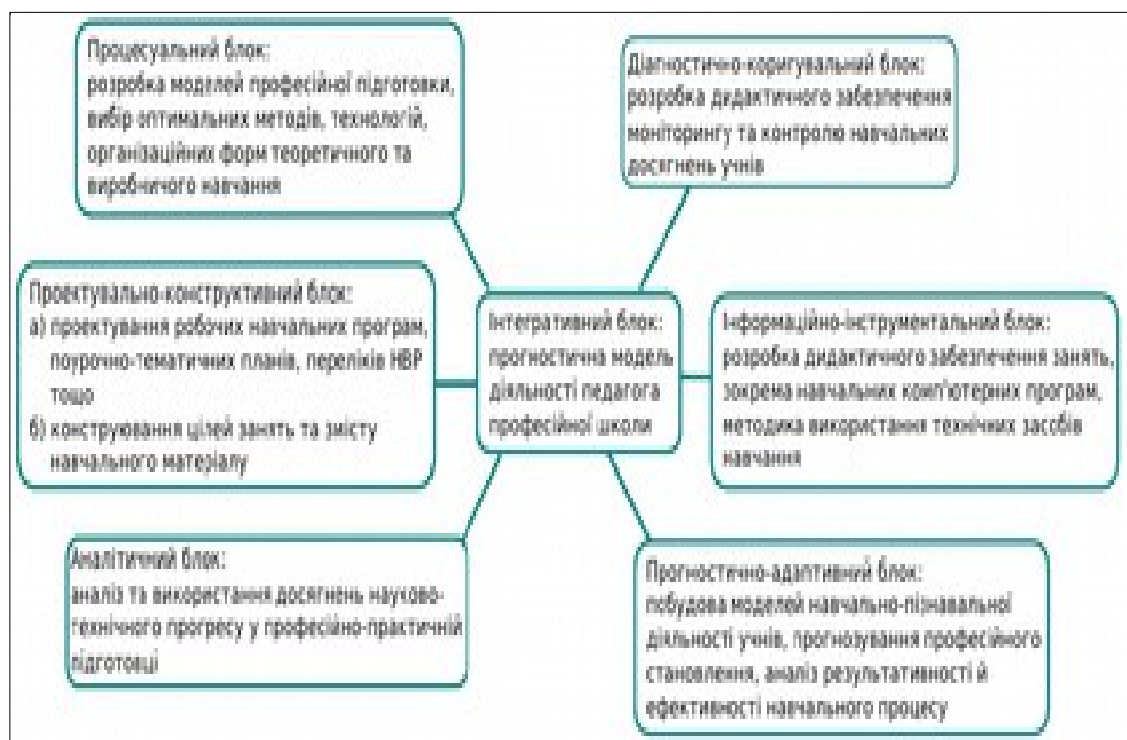 Процесуальний блок:
розробка моделей професійної підготовки,
вибір оптимальних методів, технологій,
організаційних форм теоретичного та
виробничого навчання
Діагностично-коригувальний блок:
розробка дидактичного забезпечення
моніторингу та контролю навчальних
досягнень учнів
Проектувально-конструктивний блок:
а) проектування робочих навчальних програм,
поурочно-тематичних планів, переліків НВР
тощо
б) конструювання цілей занять та змісту
навчального матеріалу
Інтегративний блок:
прогностична модель
діяльності педагога
професійної школи
Інформаційно-інструментальний блок:
розробка дидактичного забезпечення занять,
зокрема навчальних комп'ютерних програм,
методика використання технічних засобів
навчання
Аналітичний блок:
аналіз та використання досягнень науково-
технічного прогресу у професійно-практичній
підготовці
Прогностично-адаптивний блок:
побудова моделей навчально-пізнавальної
діяльності учнів, прогнозування професійного
становлення, аналіз результативності й
ефективності навчального процесу